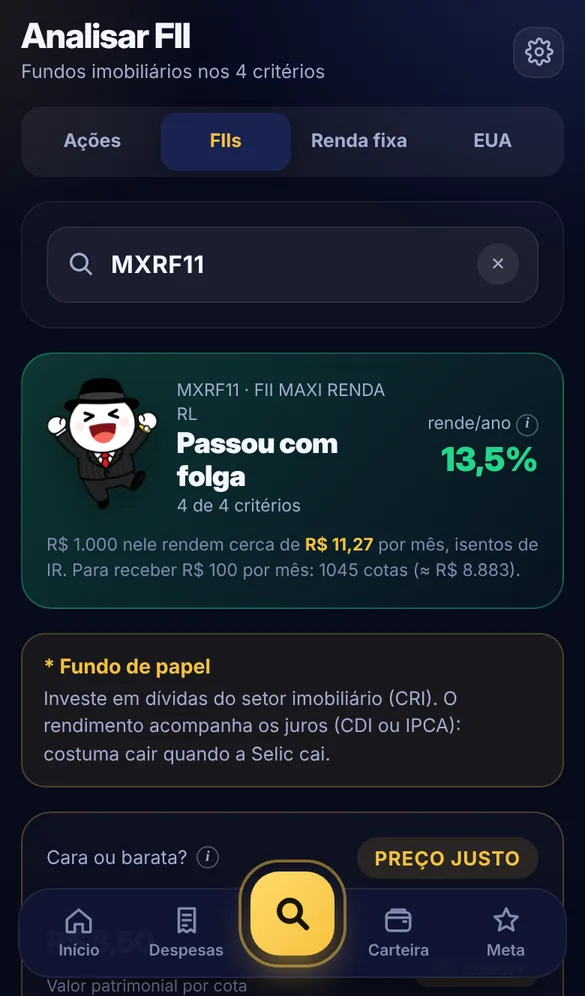 Analisar FII
Fundos imobiliários nos 4 critérios
Ações FIIs Renda fixa EUA
MXRF11
MXRF11 · FII MAXI RENDA
RL
Passou com
folga
4 de 4 critérios
rende/ano i
13,5%
R$ 1.000 nele rendem cerca de R$ 11,27 por mês, isentos de
IR. Para receber R$ 100 por mês: 1045 cotas (≈ R$ 8.883).
* Fundo de papel
Investe em dívidas do setor imobiliário (CRI). O
rendimento acompanha os juros (CDI ou IPCA):
costuma cair quando a Selic cai.
Cara ou barata? i
PREÇO JUSTO
Início Despesas Carteira Meta
Valor patrimonial por cota